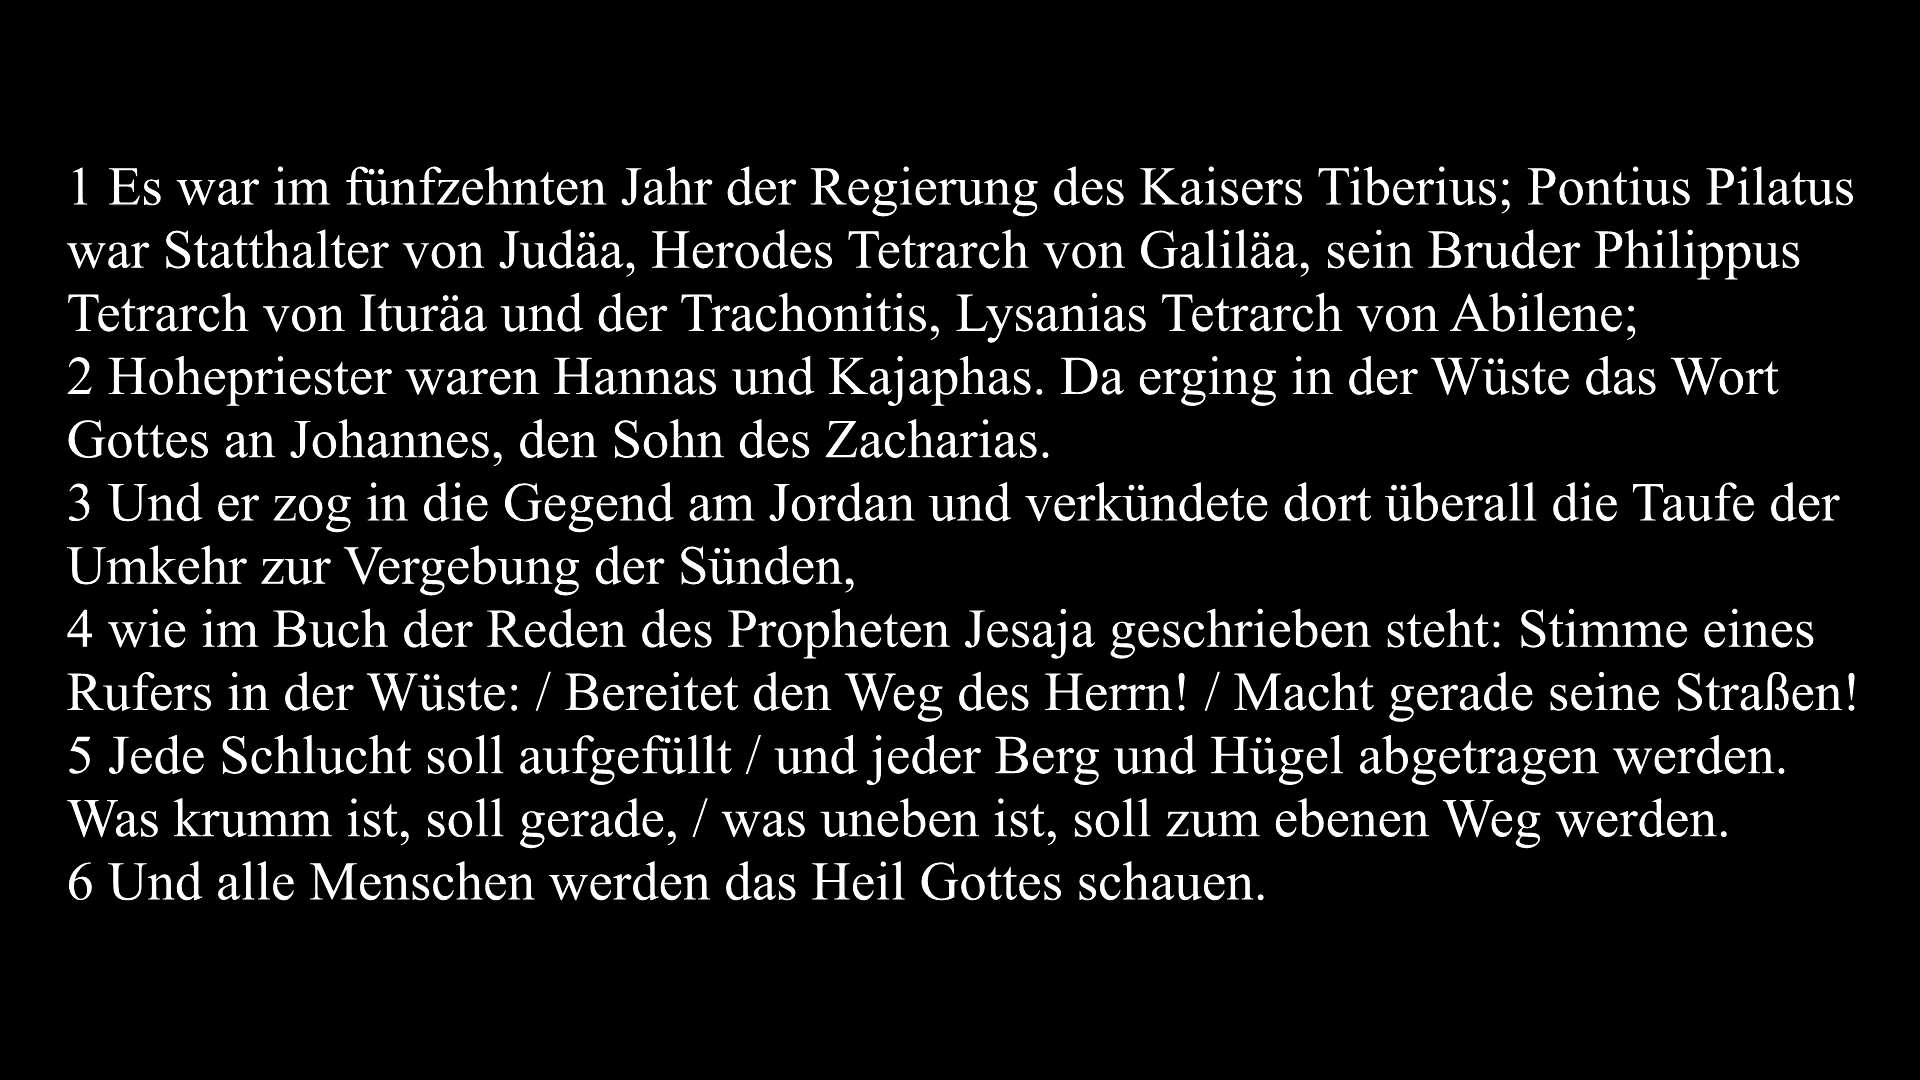 1 Es war im fünfzehnten Jahr der Regierung des Kaisers Tiberius; Pontius Pilatus
war Statthalter von Judäa, Herodes Tetrarch von Galiläa, sein Bruder Philippus
Tetrarch von Ituräa und der Trachonitis, Lysanias Tetrarch von Abilene;
2 Hohepriester waren Hannas und Kajaphas. Da erging in der Wüste das Wort
Gottes an Johannes, den Sohn des Zacharias.
3 Und er zog in die Gegend am Jordan und verkündete dort überall die Taufe der
Umkehr zur Vergebung der Sünden,
4 wie im Buch der Reden des Propheten Jesaja geschrieben steht: Stimme eines
Rufers in der Wüste: / Bereitet den Weg des Herrn! / Macht gerade seine Straßen!
5 Jede Schlucht soll aufgefüllt / und jeder Berg und Hügel abgetragen werden.
Was krumm ist, soll gerade, / was uneben ist, soll zum ebenen Weg werden.
6 Und alle Menschen werden das Heil Gottes schauen.